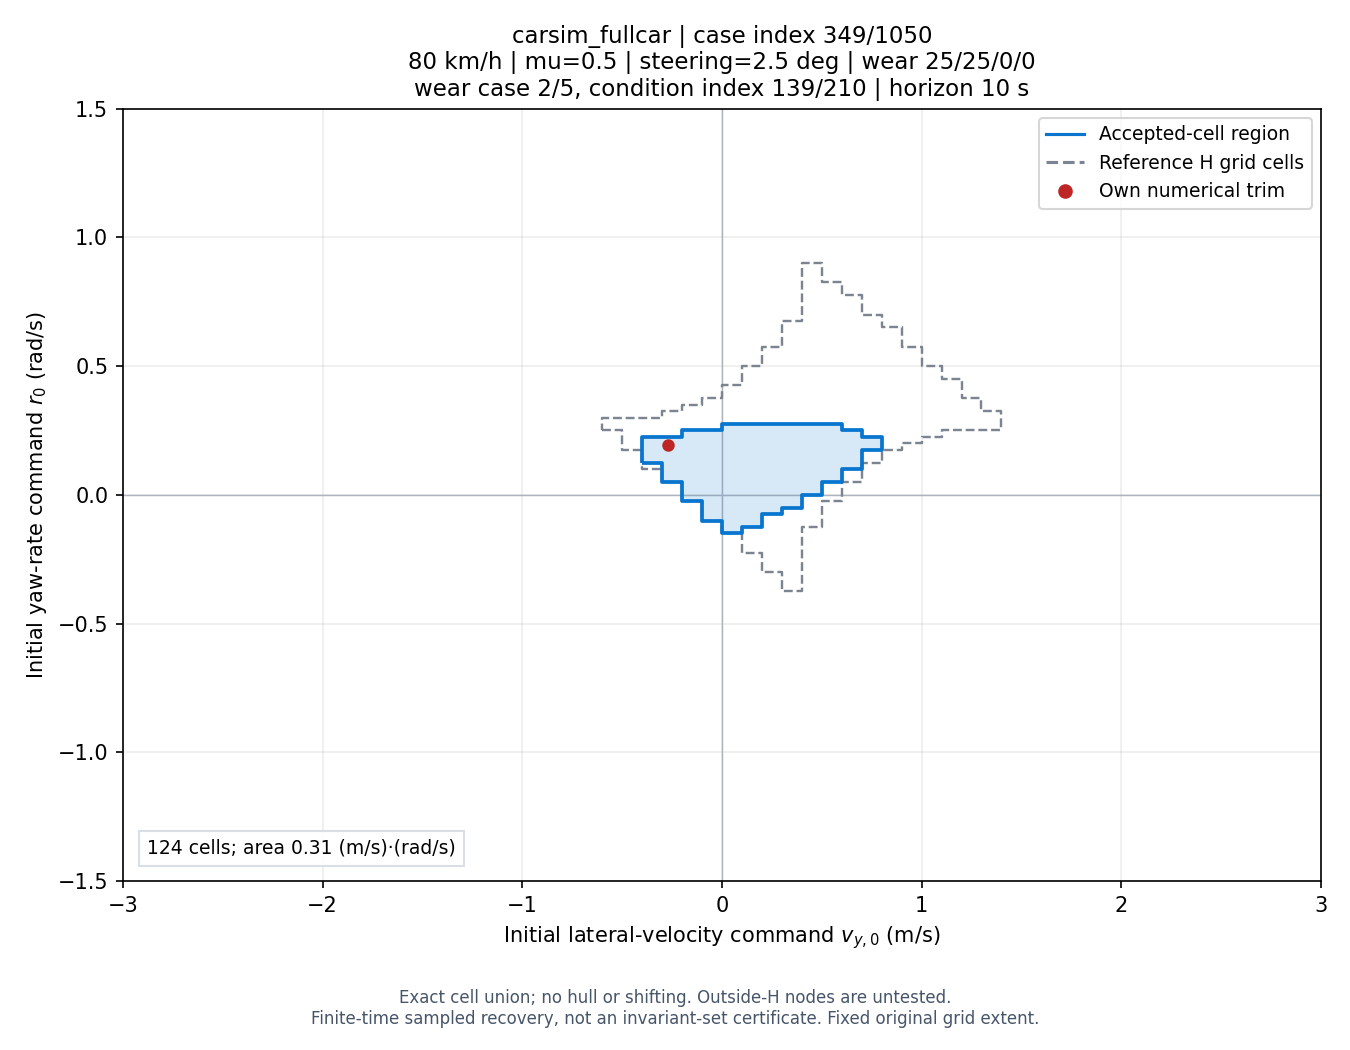 carsim_fullcar | case index 349/1050
80 km/h | mu=0.5 | steering=2.5 deg | wear 25/25/0/0
wear case 2/5, condition index 139/210 | horizon 10 s
Accepted-cell region
Reference H grid cells
Own numerical trim
1.5
1.0
0.5
0.0
−0.5
−1.0
−1.5
Initial yaw-rate command r₀ (rad/s)
124 cells; area 0.31 (m/s)·(rad/s)
−3
−2
−1
0
1
2
3
Initial lateral-velocity command v_{y,0} (m/s)
Exact cell union; no hull or shifting. Outside-H nodes are untested.
Finite-time sampled recovery, not an invariant-set certificate. Fixed original grid extent.